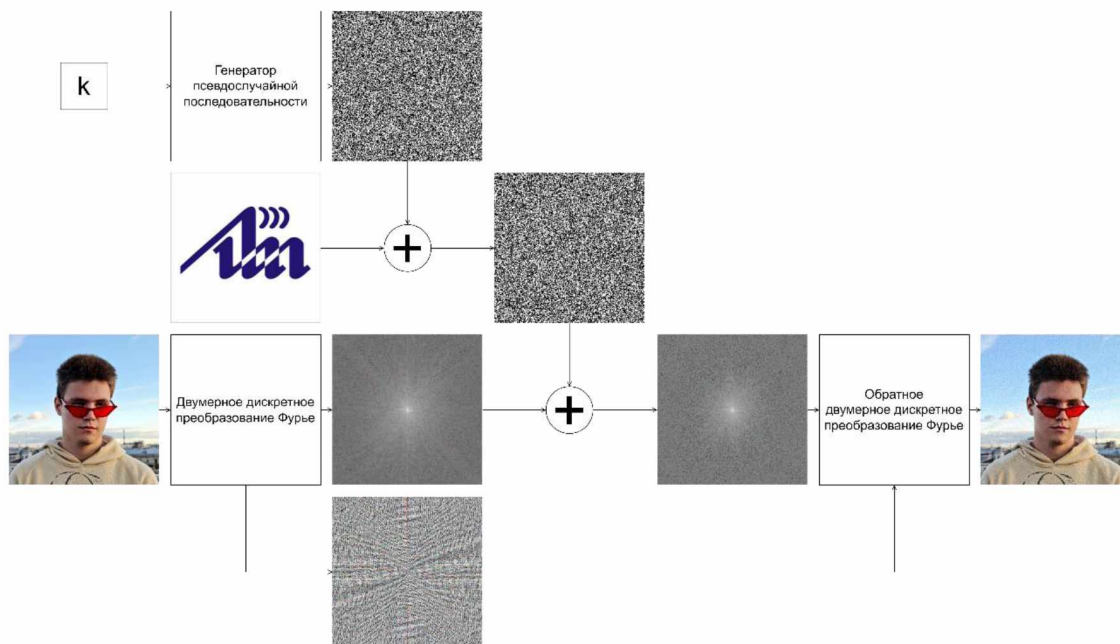 k
Генератор
псевдослучайной
последовательности
Двумерное дискретное
преобразование Фурье
Обратное
двумерное дискретное
преобразование Фурье